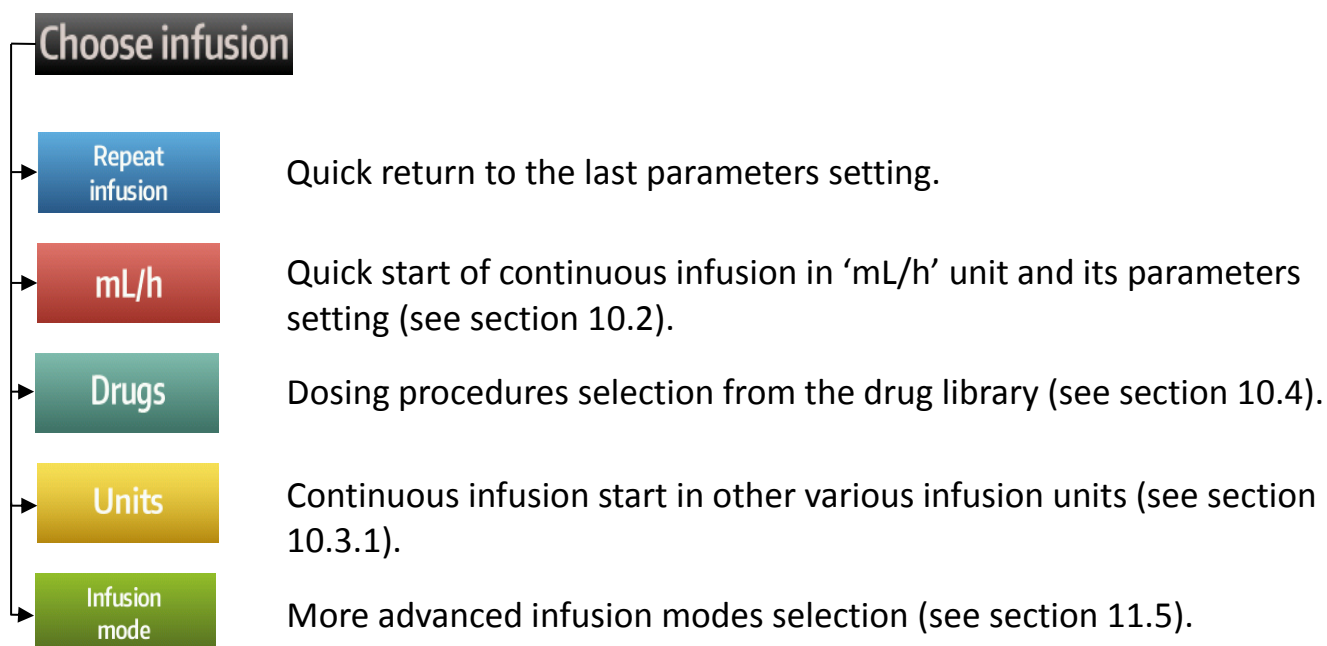 Choose infusion
Repeat
infusion
Quick return to the last parameters setting.
mL/h
Quick start of continuous infusion in ‘mL/h’ unit and its parameters
setting (see section 10.2).
Drugs
Dosing procedures selection from the drug library (see section 10.4).
Units
Continuous infusion start in other various infusion units (see section
10.3.1).
Infusion
mode
More advanced infusion modes selection (see section 11.5).